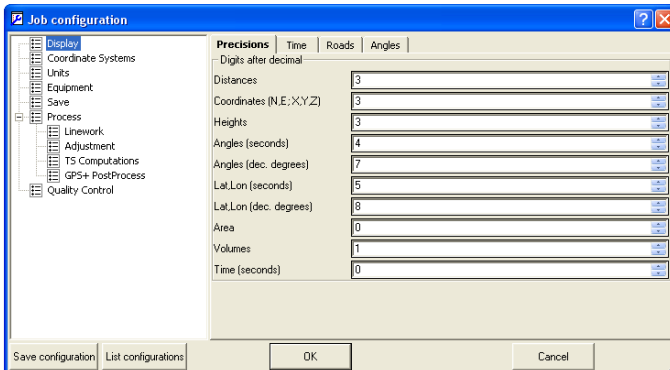 Job configuration
Display
Coordinate Systems
Units
Equipment
Save
Process
Linework
Adjustment
TS Computations
GPS+ PostProcess
Quality Control
Precisions Time Roads Angles
Digits after decimal
Distances 3
Coordinates (N,E;X,Y,Z) 3
Heights 3
Angles (seconds) 4
Angles (dec. degrees) 7
Lat,Lon (seconds) 5
Lat,Lon (dec. degrees) 8
Area 0
Volumes 1
Time (seconds) 0
Save configuration List configurations OK Cancel